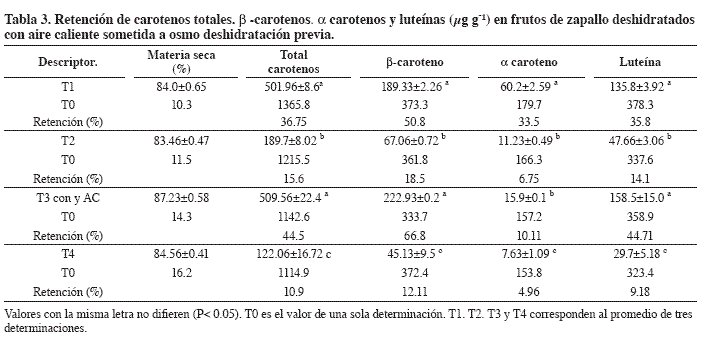 Tabla 3. Retención de carotenos totales. β -carotenos. α carotenos y luteínas (µg g⁻¹) en frutos de zapallo deshidratados
con aire caliente sometida a osmo deshidratación previa.
Descriptor. Materia seca (%) Total carotenos β-caroteno α caroteno Luteína
T1 84.0±0.65 501.96±8.6ᵃ 189.33±2.26 ᵃ 60.2±2.59 ᵃ 135.8±3.92 ᵃ
T0 10.3 1365.8 373.3 179.7 378.3
Retención (%) 36.75 50.8 33.5 35.8
T2 83.46±0.47 189.7±8.02 ᵇ 67.06±0.72 ᵇ 11.23±0.49 ᵇ 47.66±3.06 ᵇ
T0 11.5 1215.5 361.8 166.3 337.6
Retención (%) 15.6 18.5 6.75 14.1
T3 con y AC 87.23±0.58 509.56±22.4 ᵃ 222.93±0.2 ᵃ 15.9±0.1 ᵇ 158.5±15.0 ᵃ
T0 14.3 1142.6 333.7 157.2 358.9
Retención (%) 44.5 66.8 10.11 44.71
T4 84.56±0.41 122.06±16.72 c 45.13±9.5 ᶜ 7.63±1.09 ᶜ 29.7±5.18 ᶜ
T0 16.2 1114.9 372.4 153.8 323.4
Retención (%) 10.9 12.11 4.96 9.18
Valores con la misma letra no difieren (P< 0.05). T0 es el valor de una sola determinación. T1. T2. T3 y T4 corresponden al promedio de tres
determinaciones.